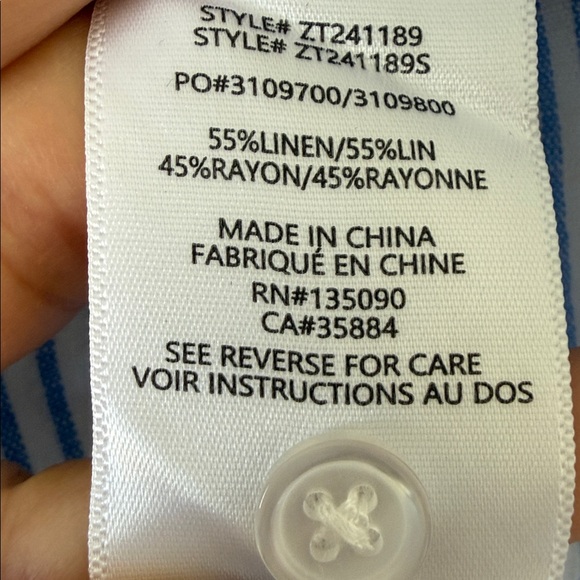 STYLE# ZT241189
STYLE# ZT241189S
PO#3109700/3109800
55%LINEN/55%LIN
45%RAYON/45%RAYONNE
MADE IN CHINA
FABRIQUÉ EN CHINE
RN#135090
CA#35884
SEE REVERSE FOR CARE
VOIR INSTRUCTIONS AU DOS